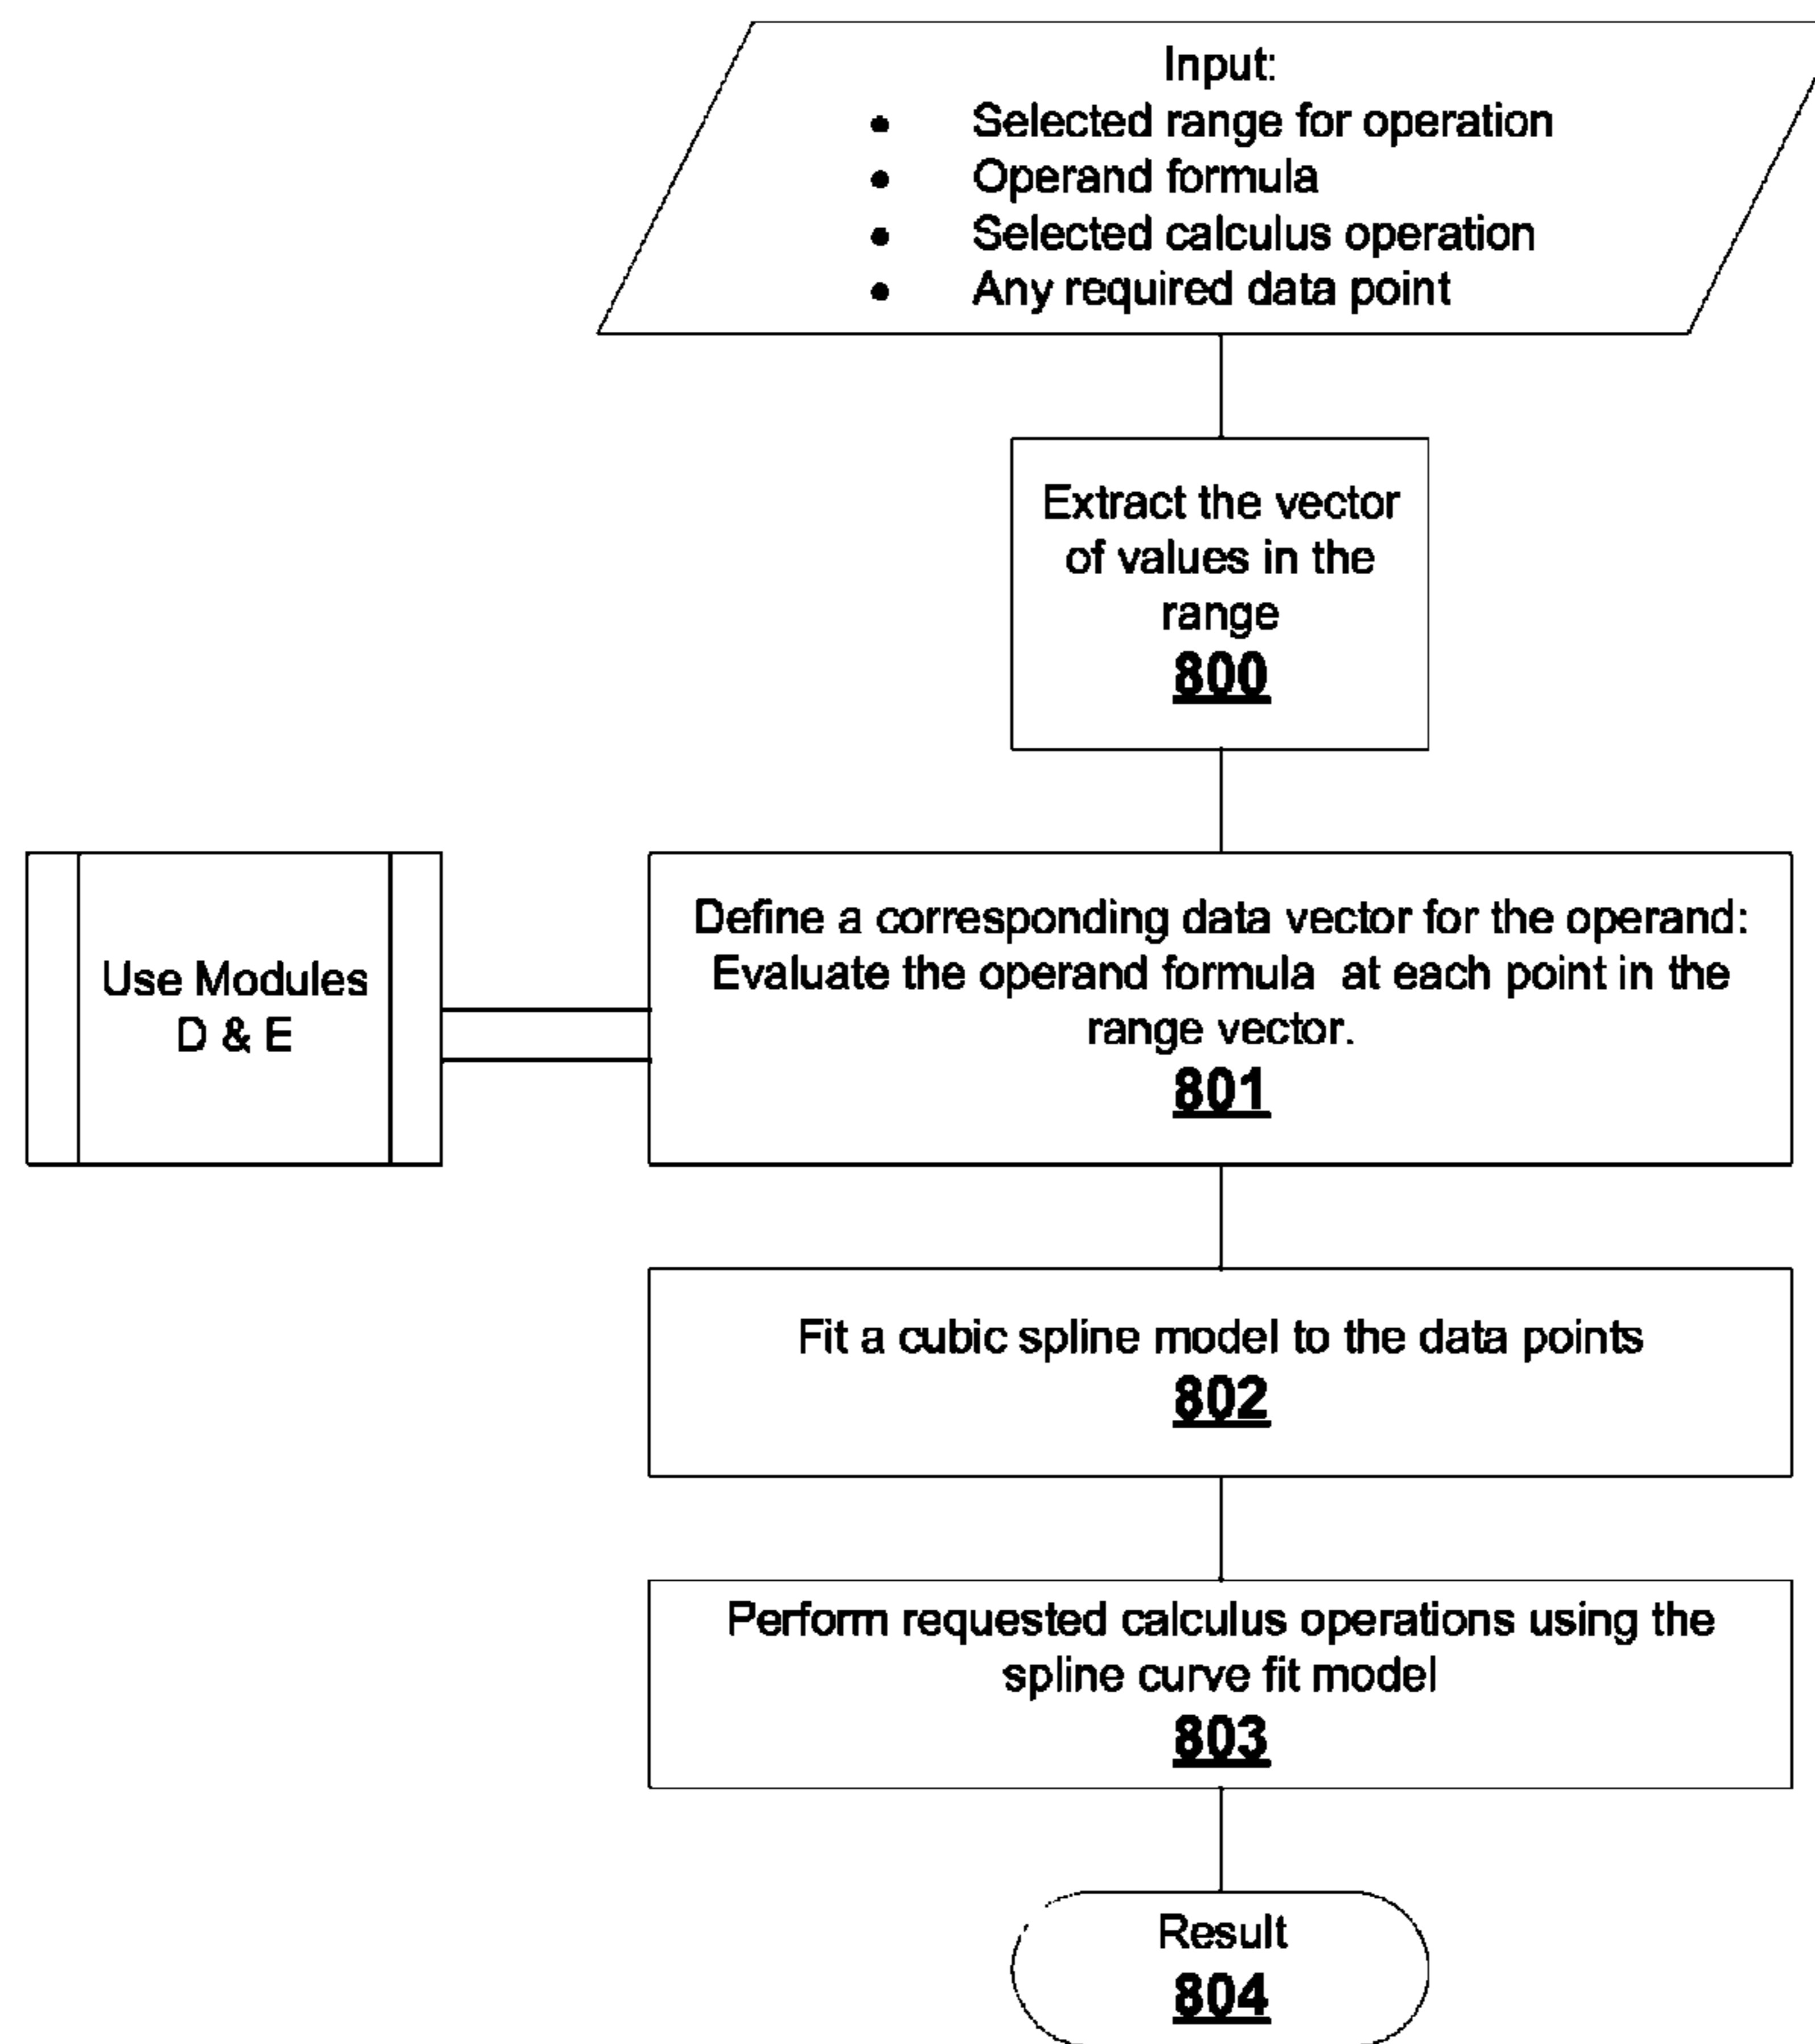 Input:
• Selected range for operation
• Operand formula
• Selected calculus operation
• Any required data point
Extract the vector
of values in the
range
800
Use Modules
D & E
Define a corresponding data vector for the operand:
Evaluate the operand formula at each point in the
range vector.
801
Fit a cubic spline model to the data points
802
Perform requested calculus operations using the
spline curve fit model
803
Result
804